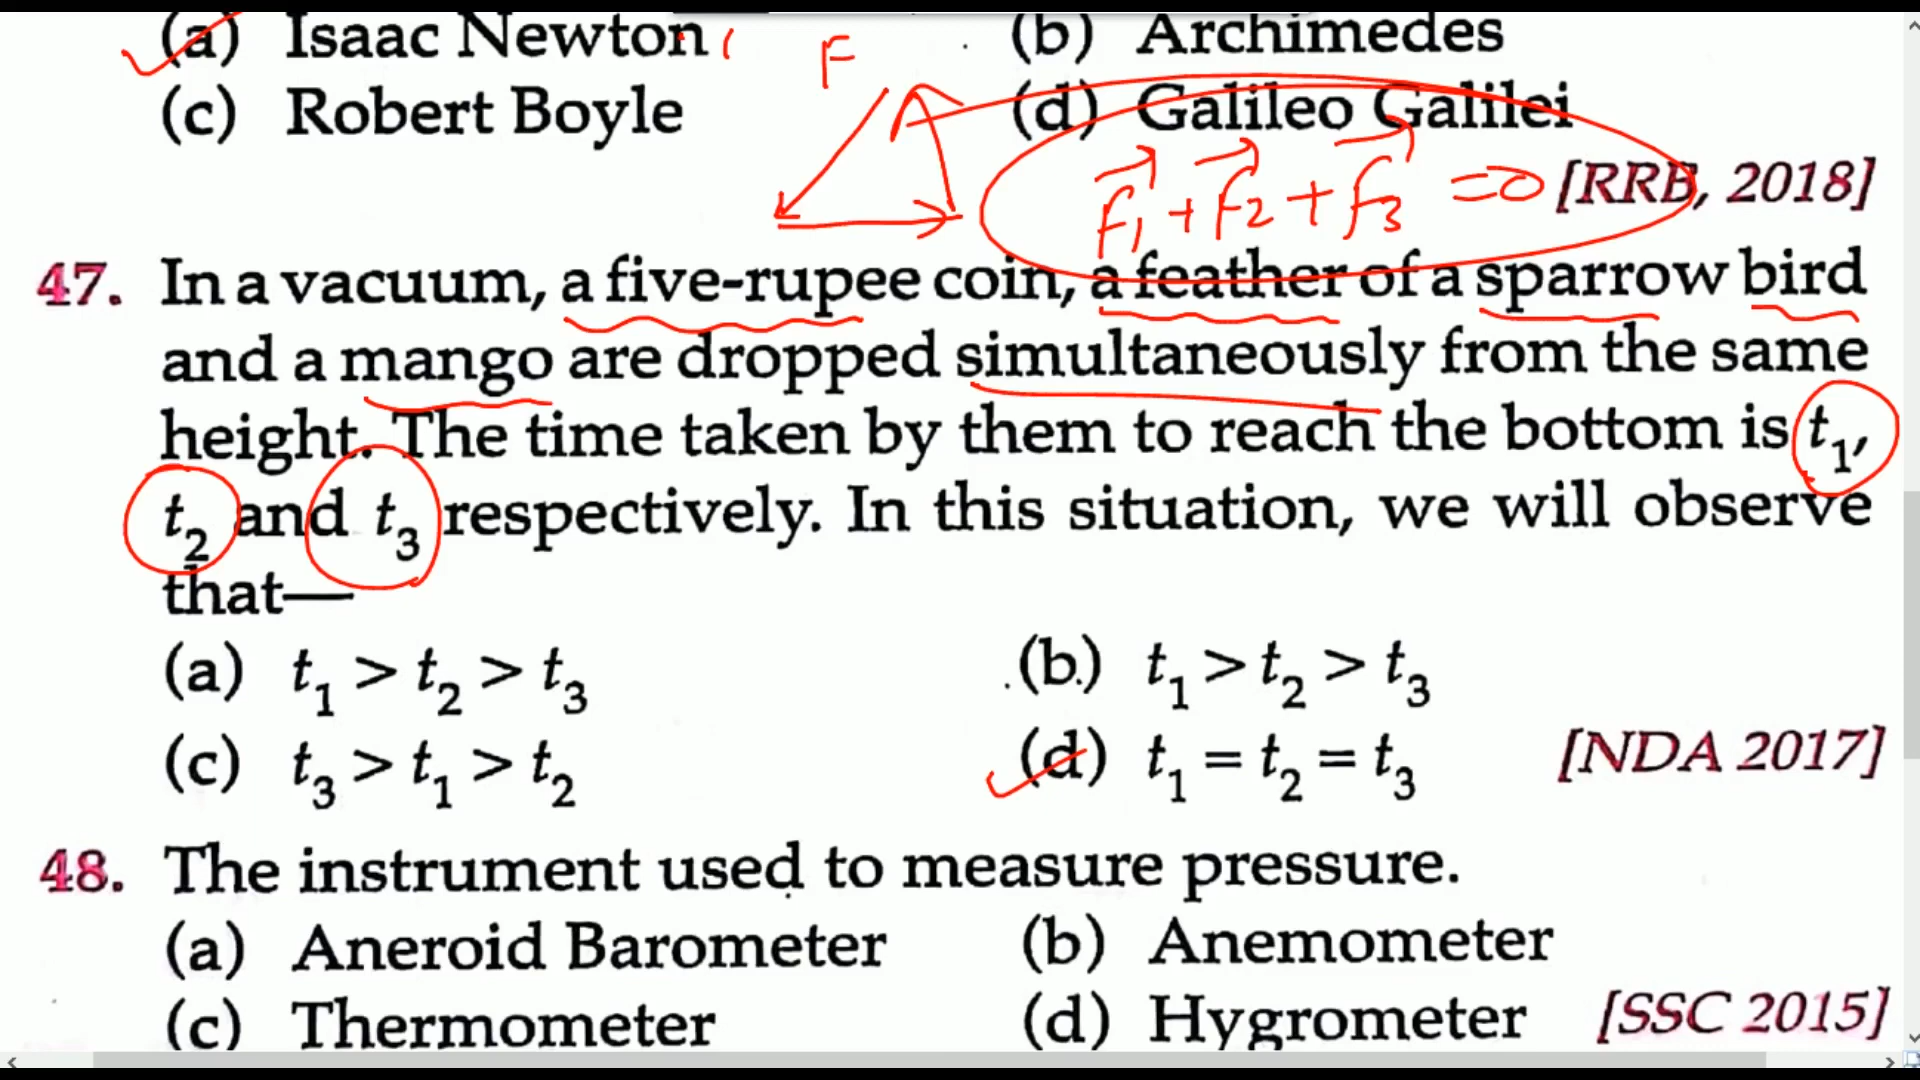 (a) Isaac Newton (b) Archimedes
F
(c) Robert Boyle (d) Galileo Galilei
F₁ + F₂ + F₃ = 0 [RRB, 2018]
47. In a vacuum, a five-rupee coin, a feather of a sparrow bird
and a mango are dropped simultaneously from the same
height. The time taken by them to reach the bottom is t₁,
t₂ and t₃ respectively. In this situation, we will observe
that—
(a) t₁ > t₂ > t₃ (b) t₁ > t₂ > t₃
(c) t₃ > t₁ > t₂ (d) t₁ = t₂ = t₃ [NDA 2017]
48. The instrument used to measure pressure.
(a) Aneroid Barometer (b) Anemometer
(c) Thermometer (d) Hygrometer [SSC 2015]